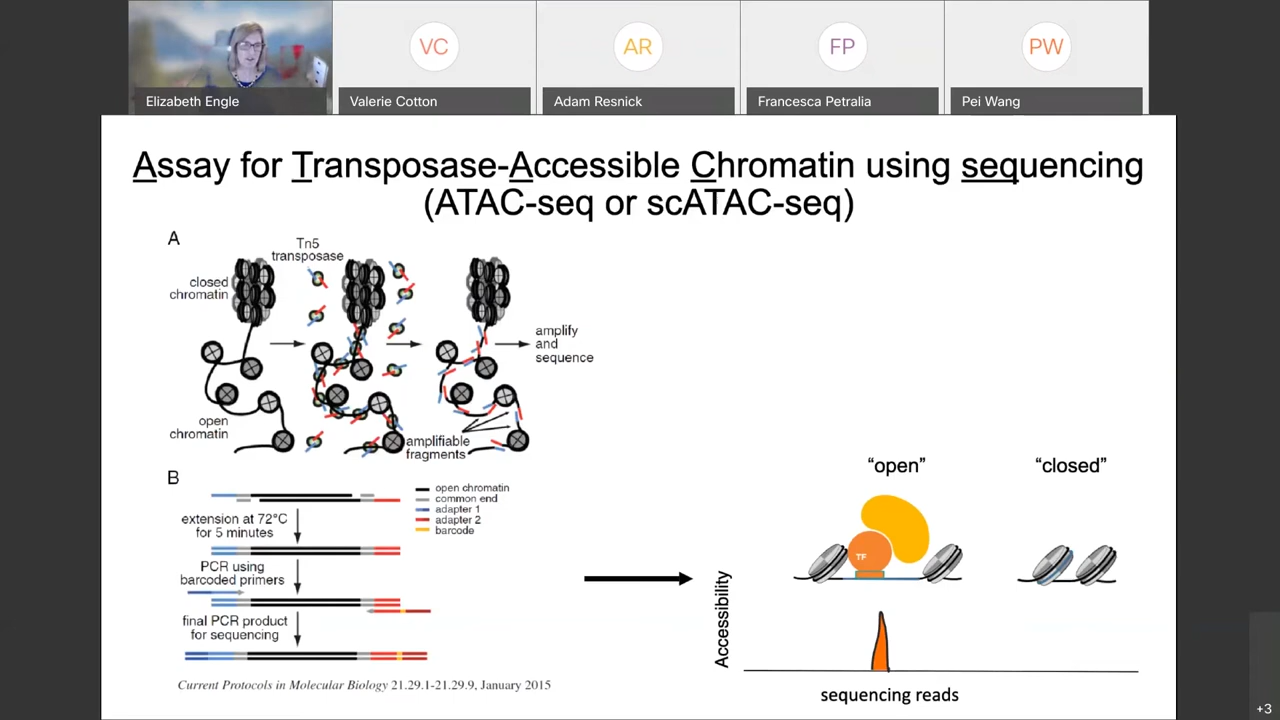 VC
AR
FP
PW
Elizabeth Engle
Valerie Cotton
Adam Resnick
Francesca Petralia
Pei Wang
Assay for Transposase-Accessible Chromatin using sequencing
(ATAC-seq or scATAC-seq)
A
Tn5
transposase
closed
chromatin
amplify
and
sequence
open
chromatin
amplifiable
fragments
B
open chromatin
common end
adapter 1
adapter 2
barcode
extension at 72°C
for 5 minutes
PCR using
barcoded primers
final PCR product
for sequencing
Current Protocols in Molecular Biology 21.29.1-21.29.9, January 2015
“open”
“closed”
TF
Accessibility
sequencing reads
+3